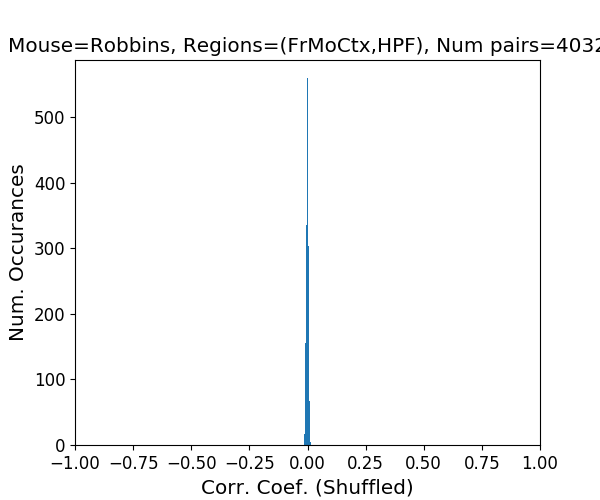 Mouse=Robbins, Regions=(FrMoCtx,HPF), Num pairs=4032
500
400
300
200
100
0
Num. Occurances
−1.00 −0.75 −0.50 −0.25 0.00 0.25 0.50 0.75 1.00
Corr. Coef. (Shuffled)